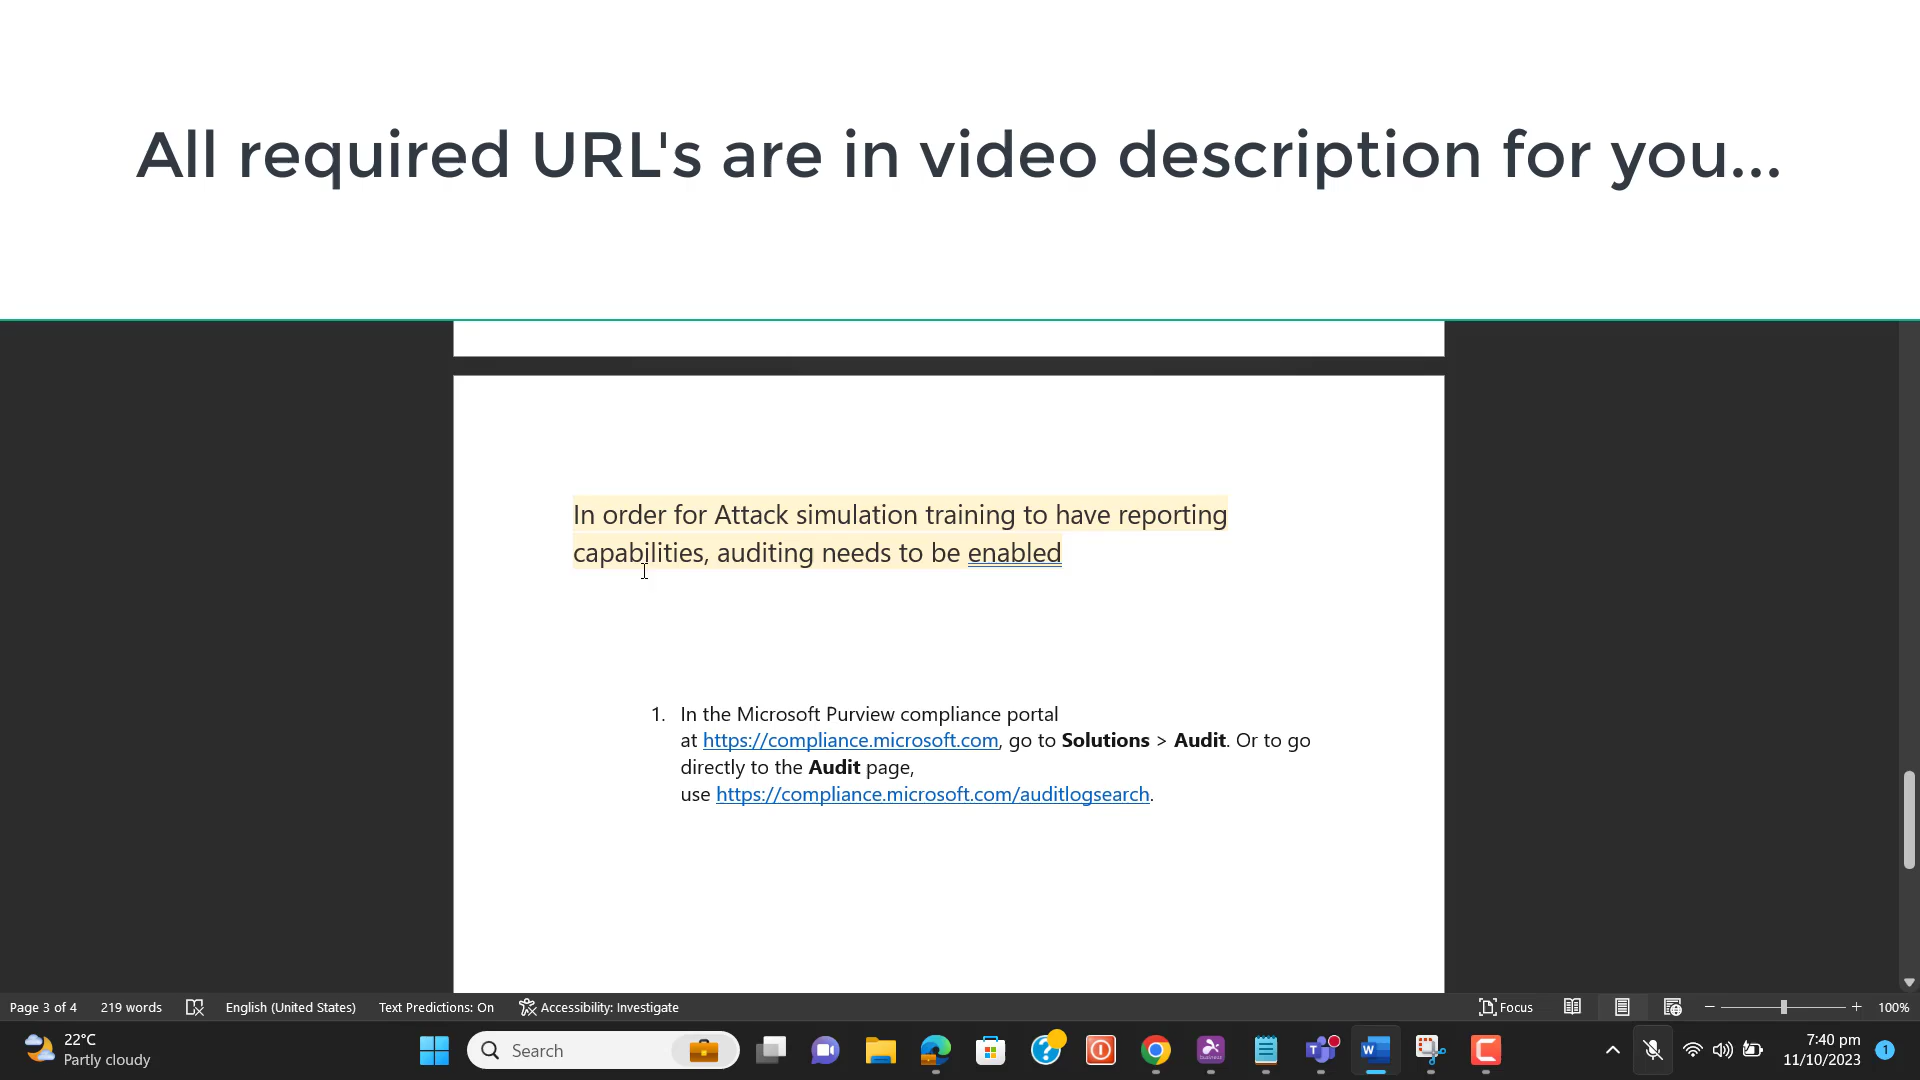 All required URL's are in video description for you...
In order for Attack simulation training to have reporting
capabilities, auditing needs to be enabled
1. In the Microsoft Purview compliance portal
at https://compliance.microsoft.com, go to Solutions > Audit. Or to go
directly to the Audit page,
use https://compliance.microsoft.com/auditlogsearch.
Page 3 of 4 219 words English (United States) Text Predictions: On Accessibility: Investigate Focus 100%
22°C
Partly cloudy
Search
7:40 pm
11/10/2023
1